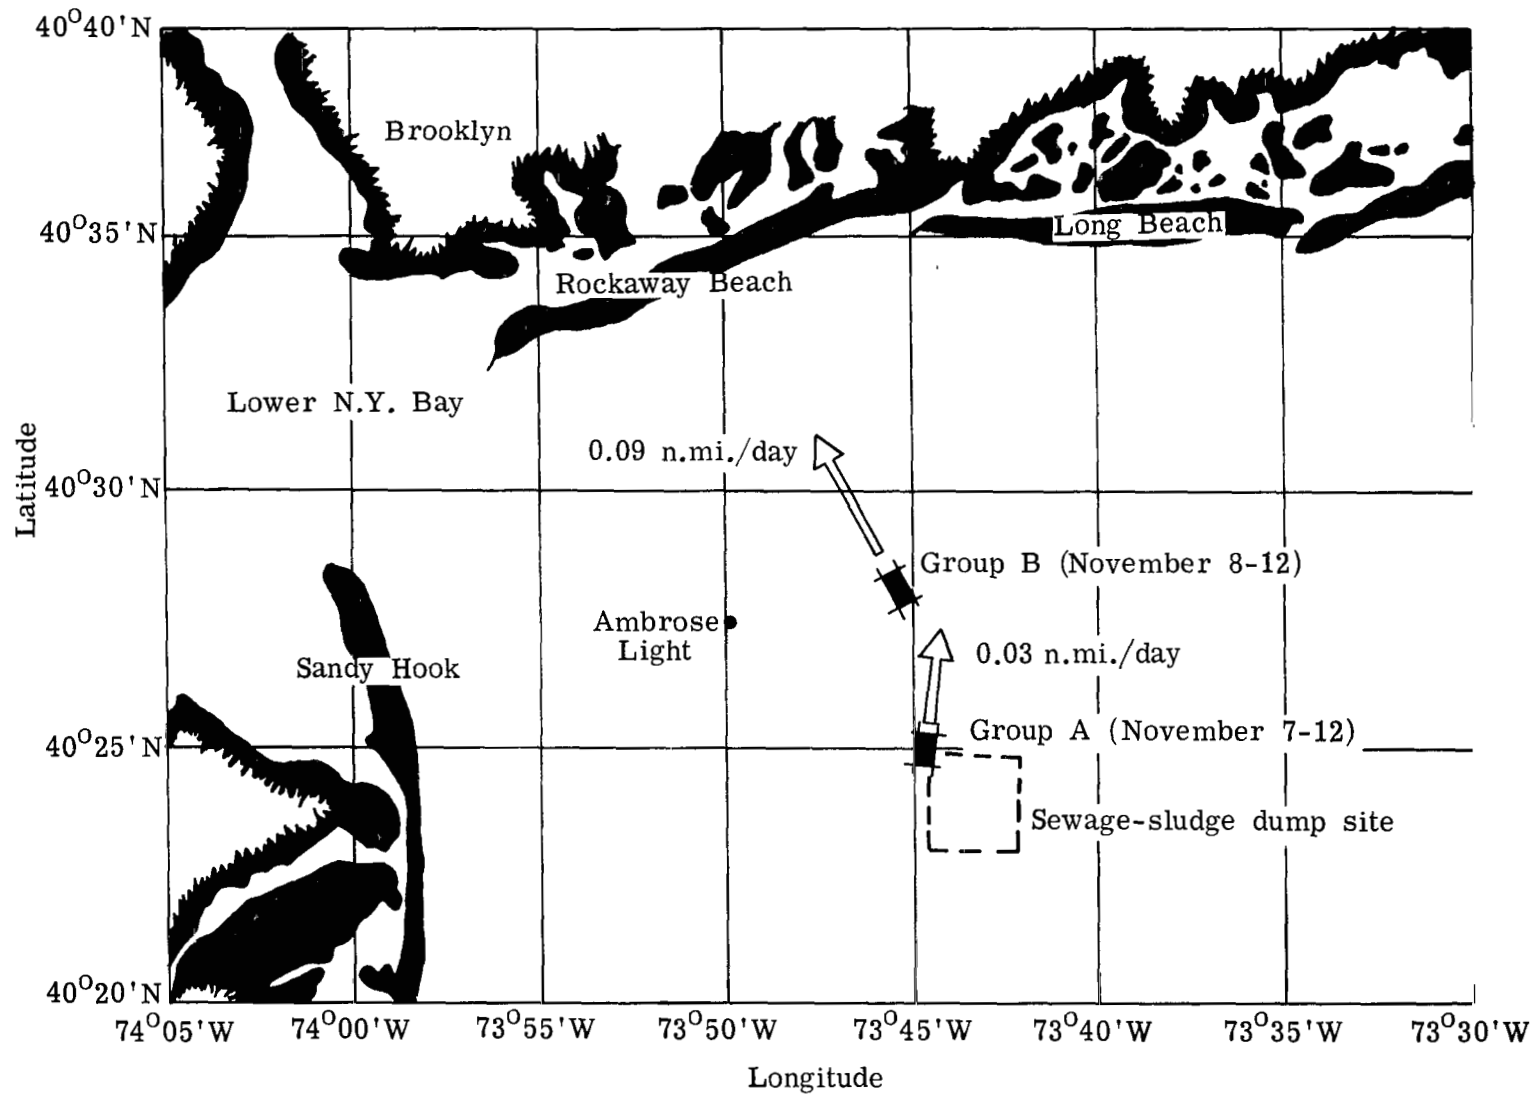 40°40'N
Brooklyn
40°35'N
Long Beach
Rockaway Beach
Lower N.Y. Bay
0.09 n.mi./day
Latitude
40°30'N
Group B (November 8-12)
Ambrose
Light
0.03 n.mi./day
Sandy Hook
Group A (November 7-12)
40°25'N
Sewage-sludge dump site
40°20'N
74°05'W 74°00'W 73°55'W 73°50'W 73°45'W 73°40'W 73°35'W 73°30'W
Longitude